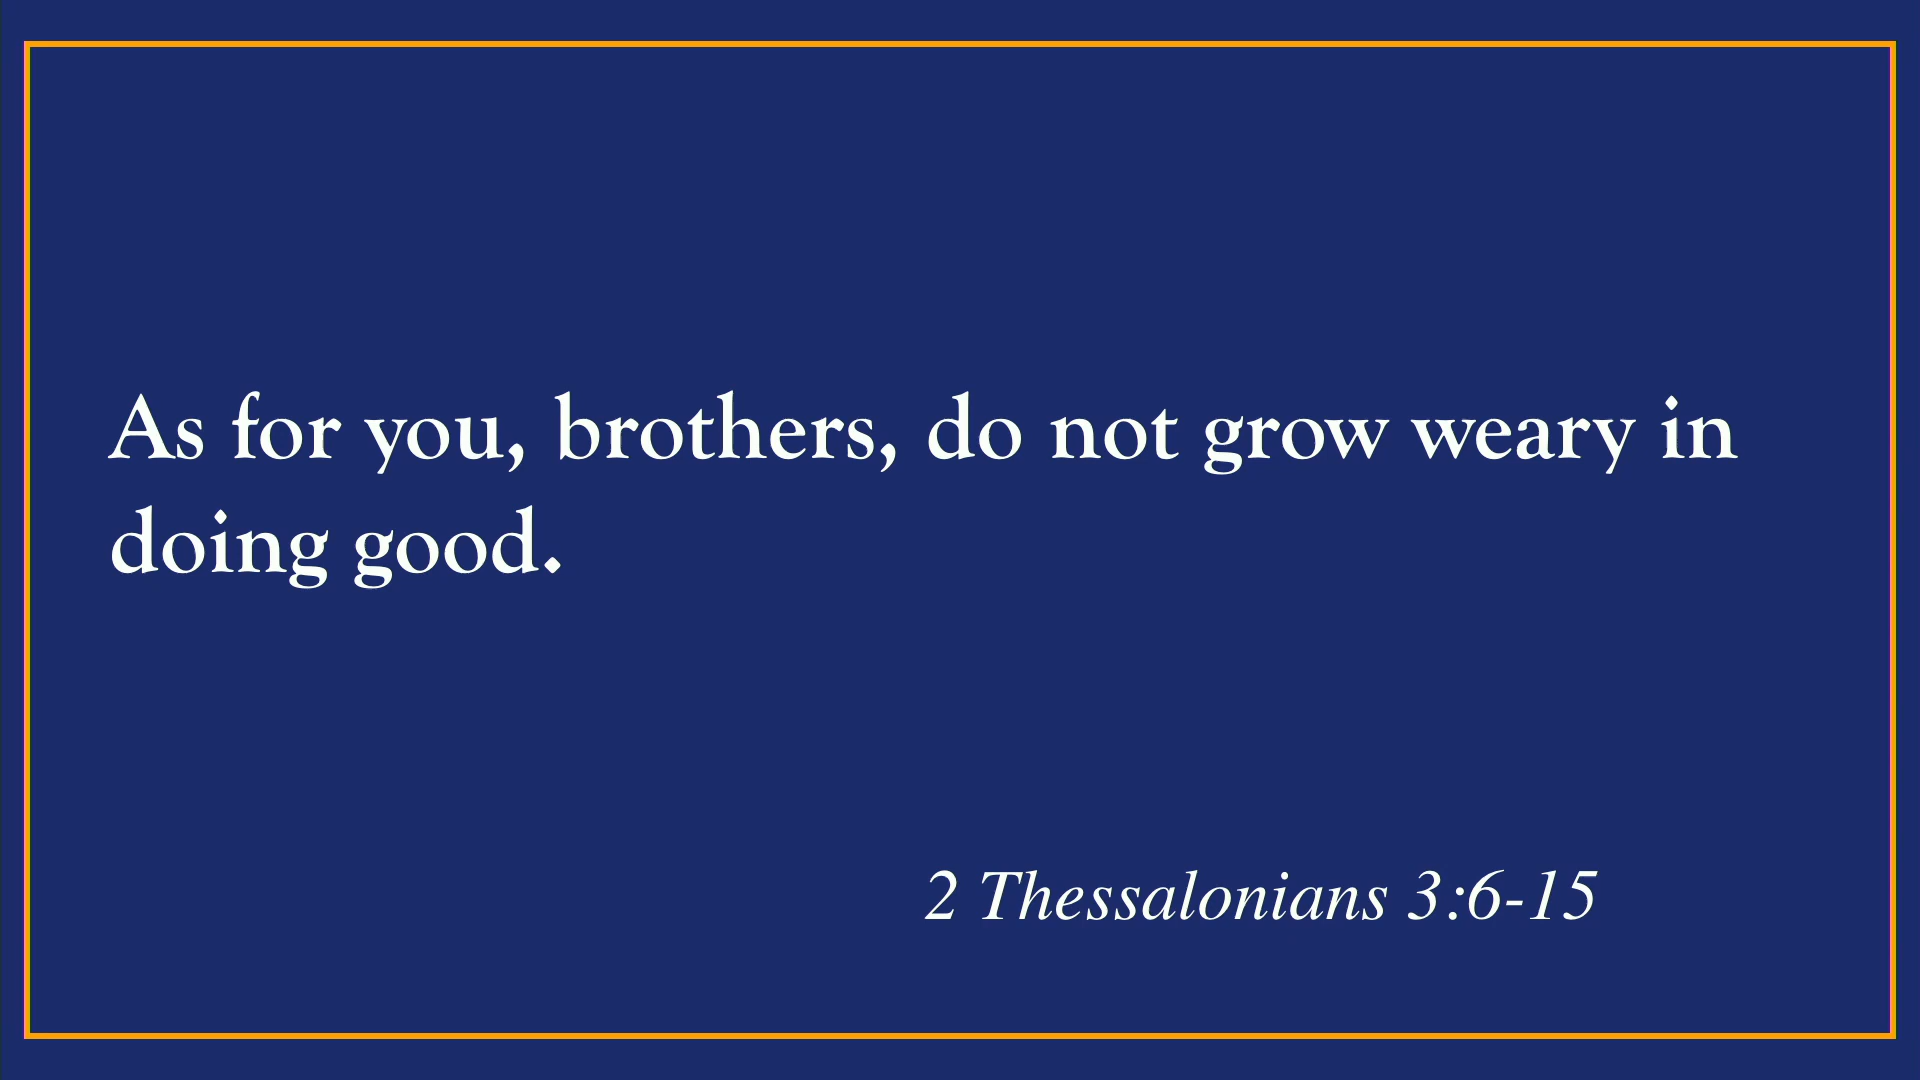 As for you, brothers, do not grow weary in
doing good.
2 Thessalonians 3:6-15